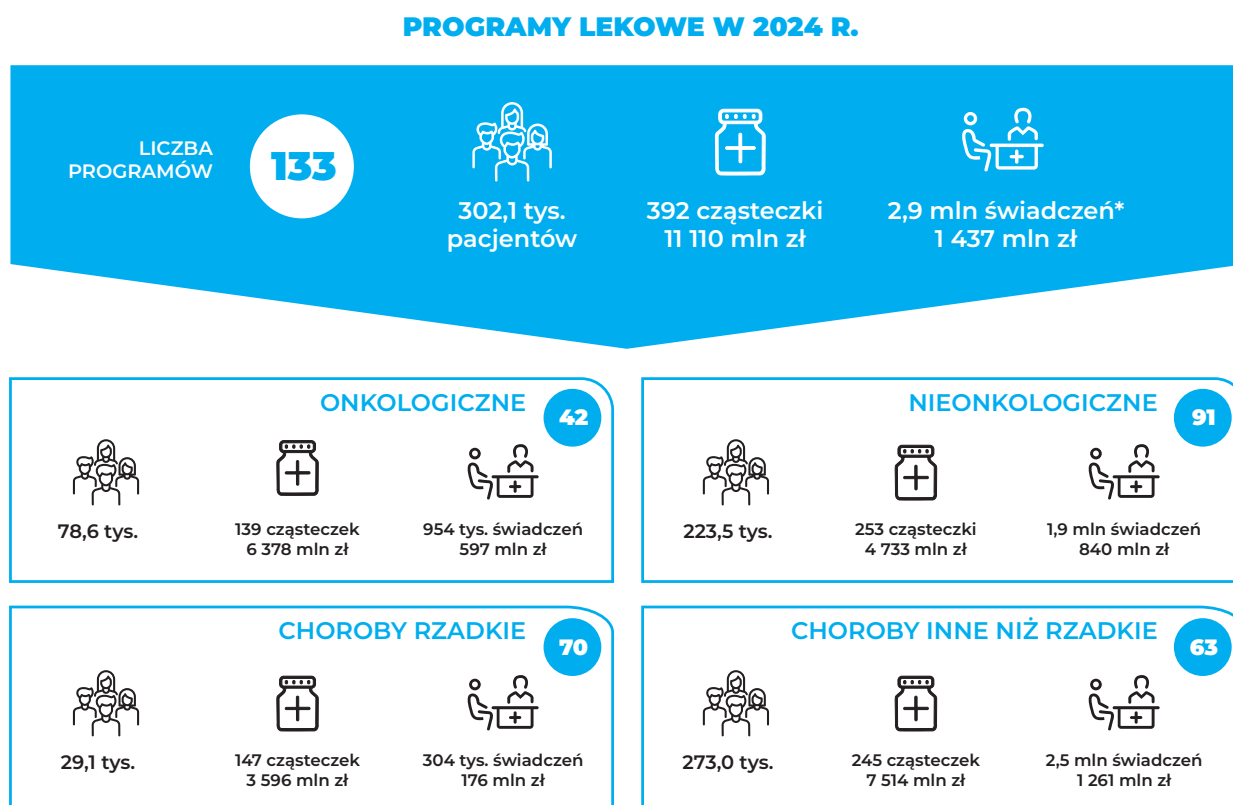 PROGRAMY LEKOWE W 2024 R.
LICZBA
PROGRAMÓW
133
302,1 tys.
pacjentów
392 cząsteczki
11 110 mln zł
2,9 mln świadczeń*
1 437 mln zł
ONKOLOGICZNE
42
78,6 tys.
139 cząsteczek
6 378 mln zł
954 tys. świadczeń
597 mln zł
NIEONKOLOGICZNE
91
223,5 tys.
253 cząsteczki
4 733 mln zł
1,9 mln świadczeń
840 mln zł
CHOROBY RZADKIE
70
29,1 tys.
147 cząsteczek
3 596 mln zł
304 tys. świadczeń
176 mln zł
CHOROBY INNE NIŻ RZADKIE
63
273,0 tys.
245 cząsteczek
7 514 mln zł
2,5 mln świadczeń
1 261 mln zł